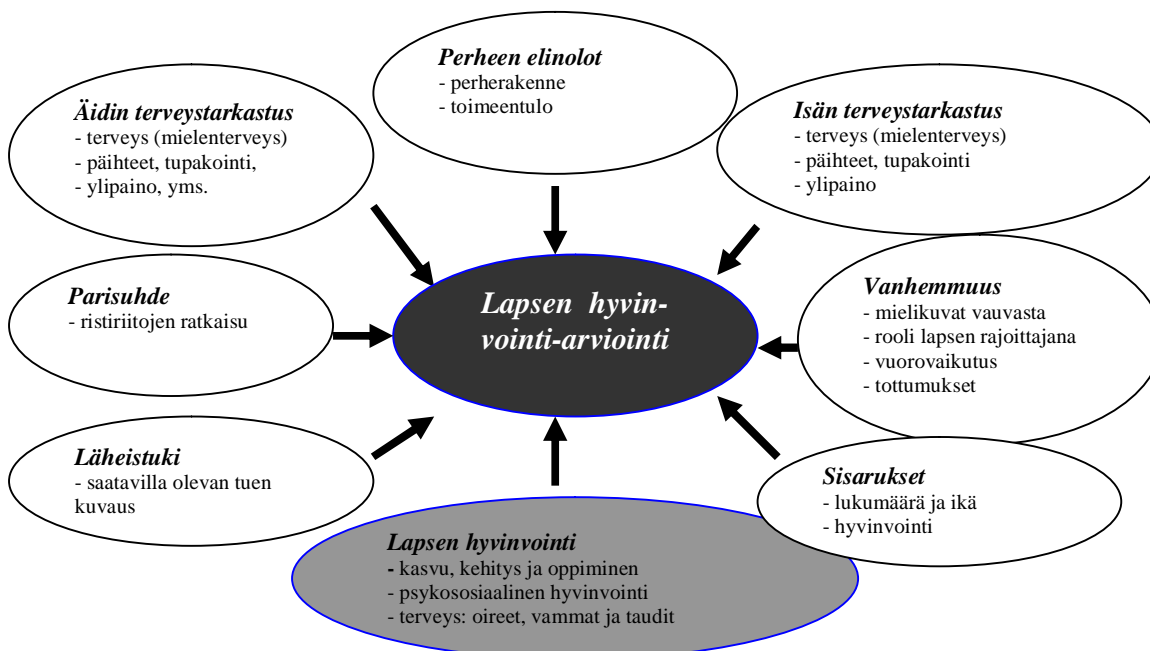 Perheen elinolot
- perherakenne
- toimeentulo
Äidin terveystarkastus
- terveys (mielenterveys)
- päihteet, tupakointi,
- ylipaino, yms.
Isän terveystarkastus
- terveys (mielenterveys)
- päihteet, tupakointi
- ylipaino
Parisuhde
- ristiriitojen ratkaisu
Lapsen hyvin-
vointi-arviointi
Vanhemmuus
- mielikuvat vauvasta
- rooli lapsen rajoittajana
- vuorovaikutus
- tottumukset
Läheistuki
- saatavilla olevan tuen
kuvaus
Sisarukset
- lukumäärä ja ikä
- hyvinvointi
Lapsen hyvinvointi
- kasvu, kehitys ja oppiminen
- psykososiaalinen hyvinvointi
- terveys: oireet, vammat ja taudit